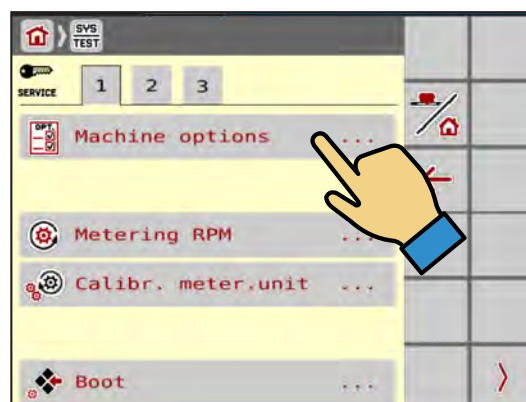 SYS
TEST
SERVICE
1 2 3
OPT.
Machine options ...
Metering RPM ...
Calibr. meter.unit ...
Boot ...